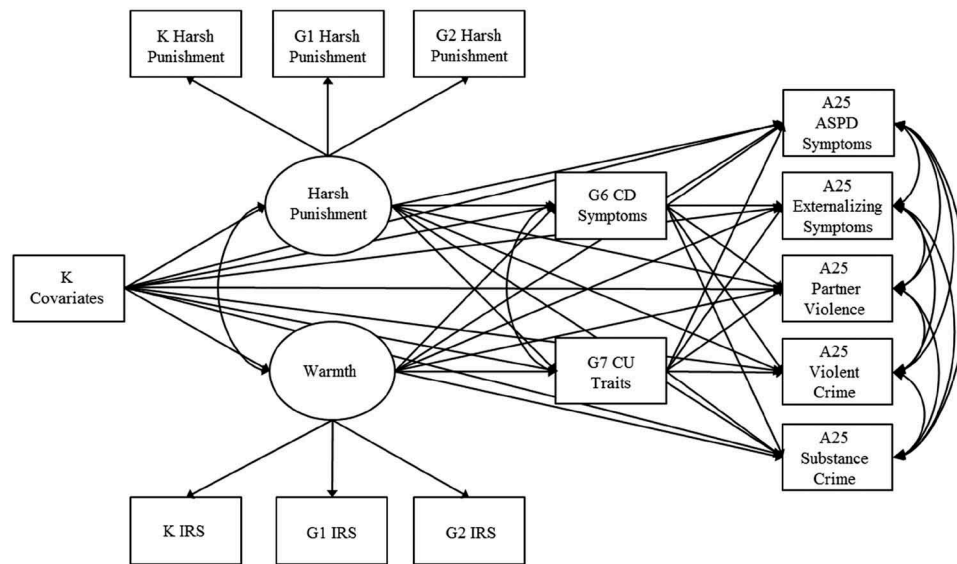 K Harsh
Punishment
G1 Harsh
Punishment
G2 Harsh
Punishment
A25
ASPD
Symptoms
Harsh
Punishment
G6 CD
Symptoms
A25
Externalizing
Symptoms
K
Covariates
A25
Partner
Violence
Warmth
G7 CU
Traits
A25
Violent
Crime
A25
Substance
Crime
K IRS
G1 IRS
G2 IRS